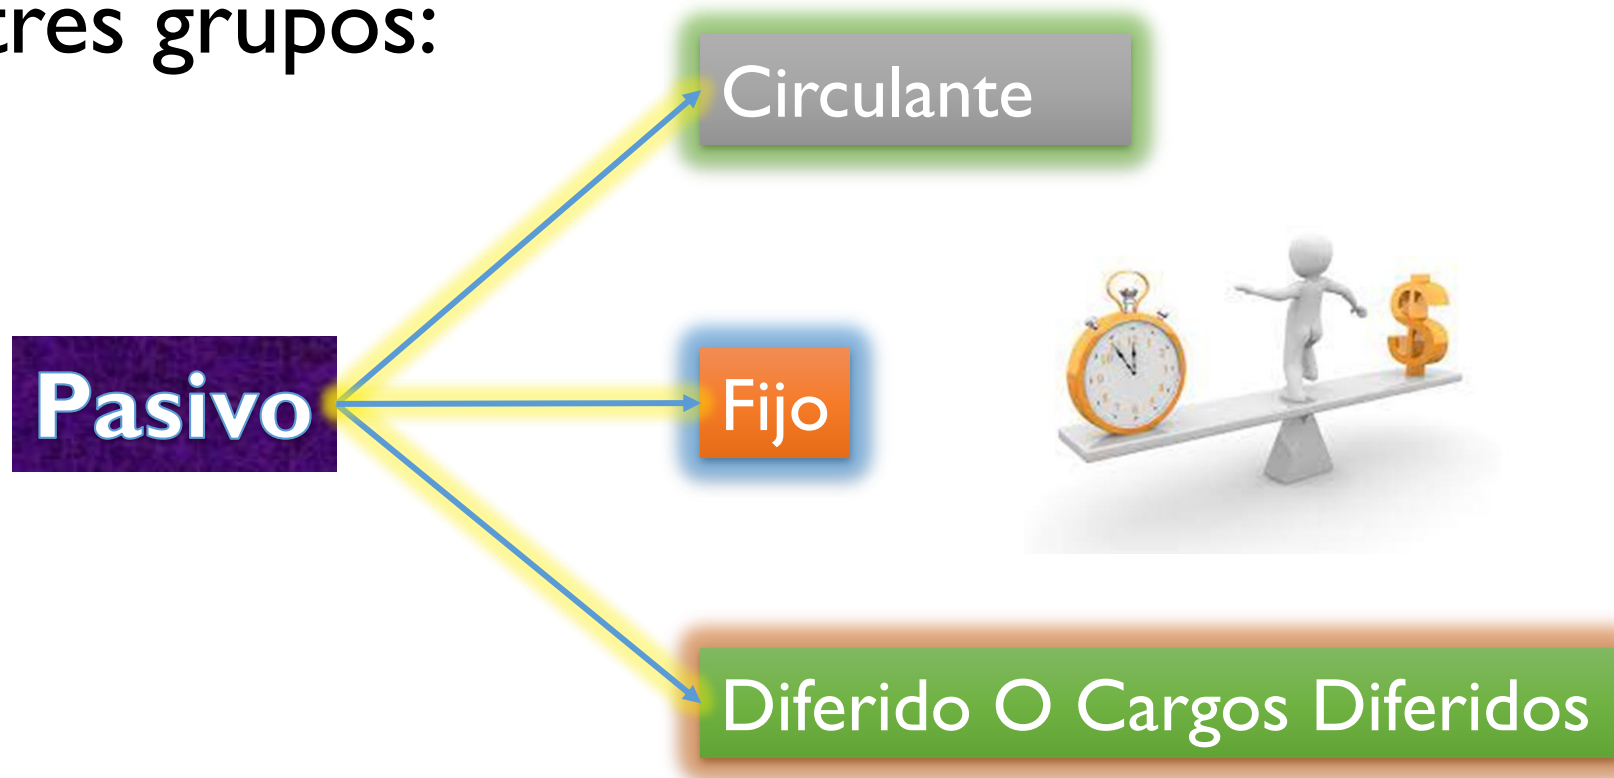 tres grupos:
Circulante
Pasivo
Fijo
Diferido O Cargos Diferidos